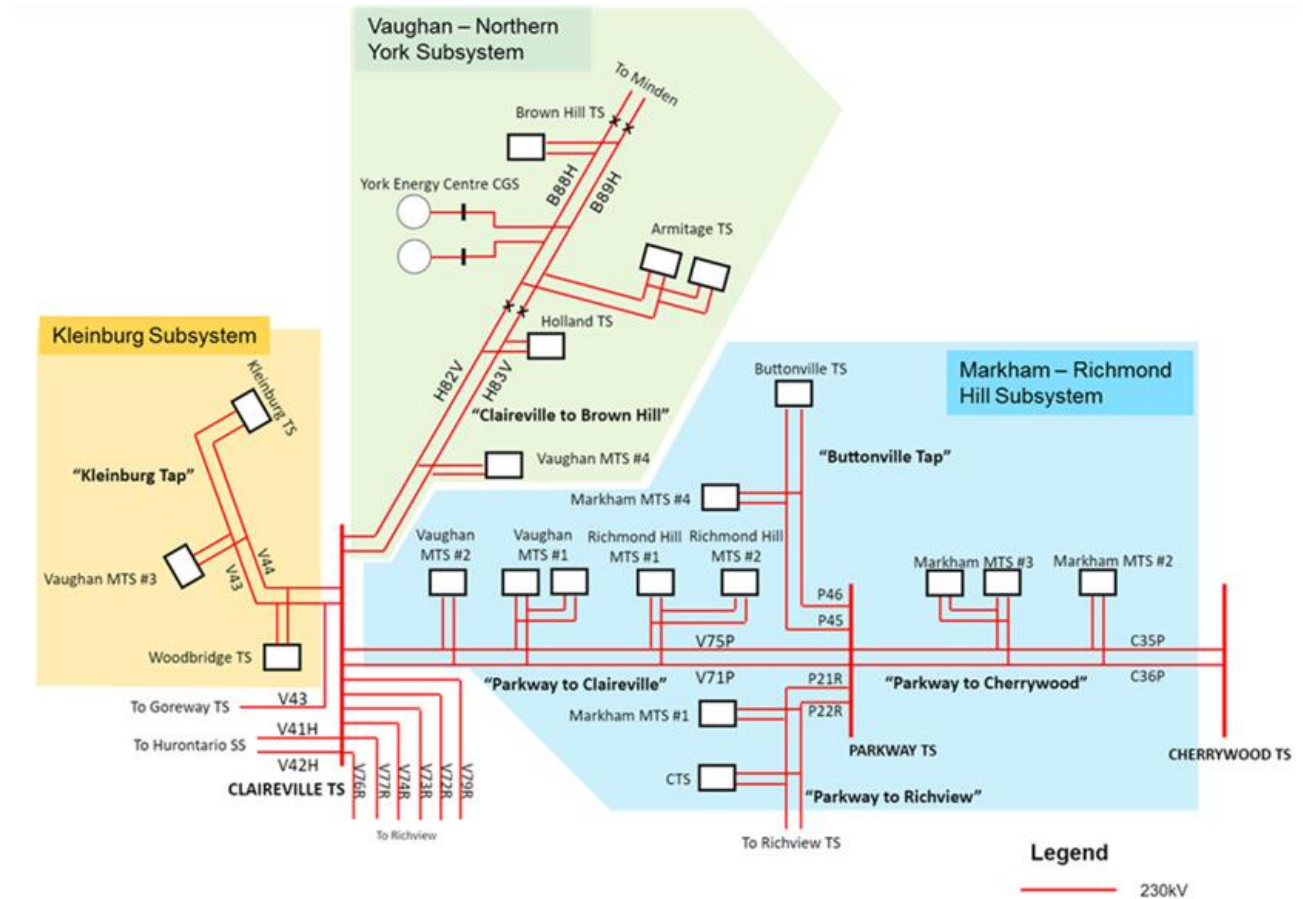 Vaughan – Northern
York Subsystem
To Minden
Brown Hill TS
B88H
B89H
York Energy Centre CGS
Armitage TS
Holland TS
H82V
H83V
"Claireville to Brown Hill"
Vaughan MTS #4
Kleinburg Subsystem
Kleinburg TS
"Kleinburg Tap"
V44
V43
Vaughan MTS #3
Woodbridge TS
Markham – Richmond
Hill Subsystem
Buttonville TS
"Buttonville Tap"
Markham MTS #4
Vaughan
MTS #2
Vaughan
MTS #1
Richmond Hill
MTS #1
Richmond Hill
MTS #2
P46
P45
Markham MTS #3
Markham MTS #2
V75P
C35P
V71P
C36P
"Parkway to Claireville"
P21R
"Parkway to Cherrywood"
P22R
Markham MTS #1
PARKWAY TS
CHERRYWOOD TS
CTS
"Parkway to Richview"
To Richview TS
To Goreway TS
V43
V41H
To Hurontario SS
V42H
CLAIREVILLE TS
V76R
V77R
V74R
V73R
V72R
V79R
To Richview
Legend
230kV